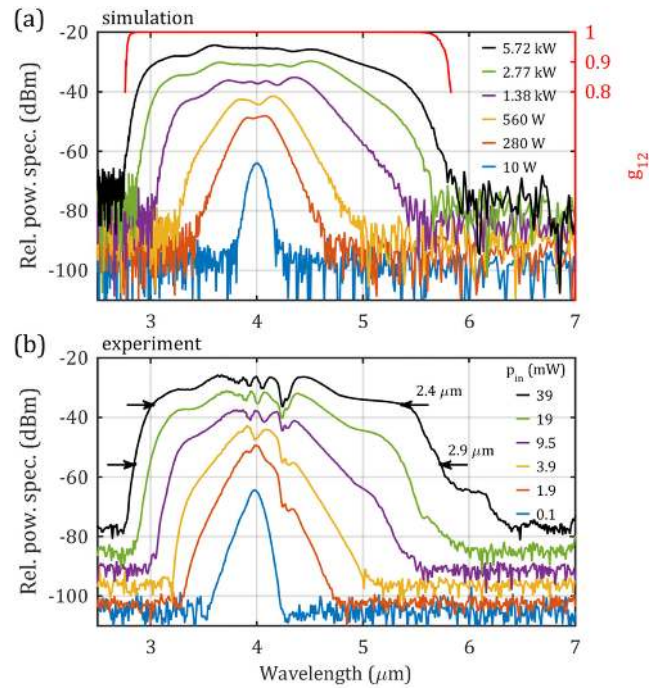 (a) simulation
-20
-40
-60
-80
-100
Rel. pow. spec. (dBm)
5.72 kW
2.77 kW
1.38 kW
560 W
280 W
10 W
1
0.9
0.8
g12
3 4 5 6 7
(b) experiment
-20
-40
-60
-80
-100
Rel. pow. spec. (dBm)
2.4 μm
2.9 μm
pin (mW)
39
19
9.5
3.9
1.9
0.1
3 4 5 6 7
Wavelength (μm)